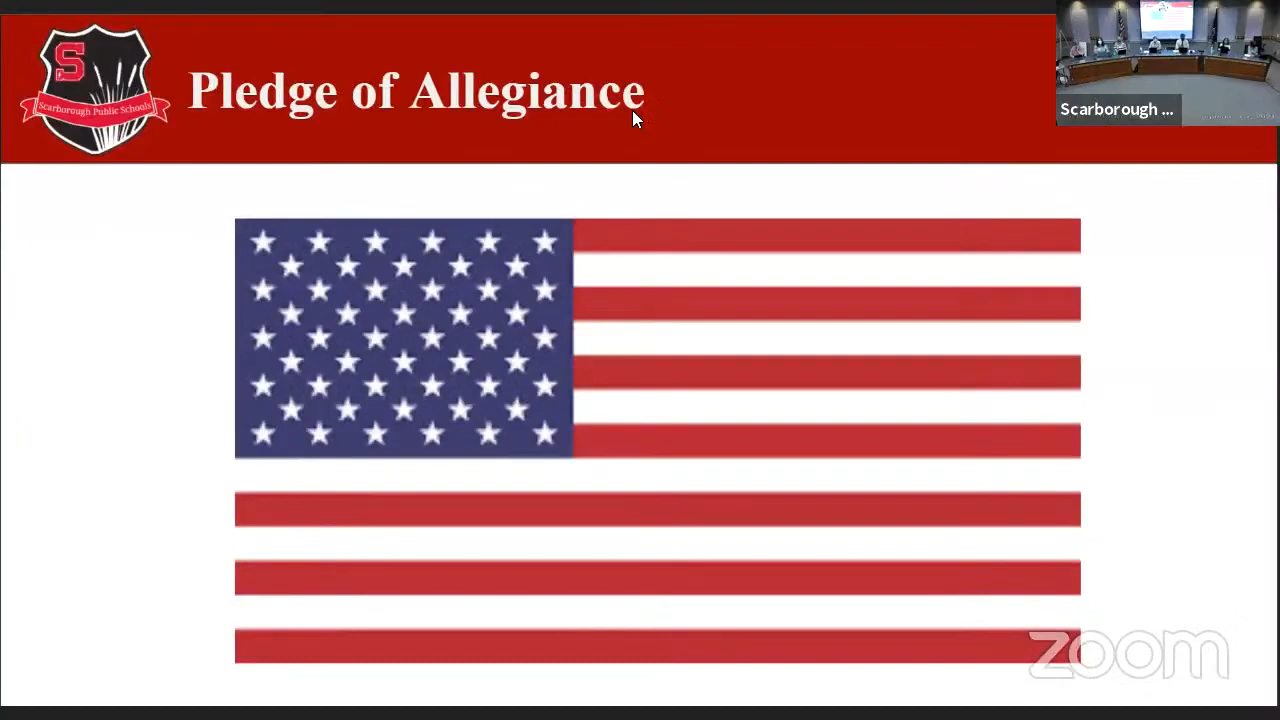 S
Scarborough Public Schools
Pledge of Allegiance
Scarborough ...
zoom